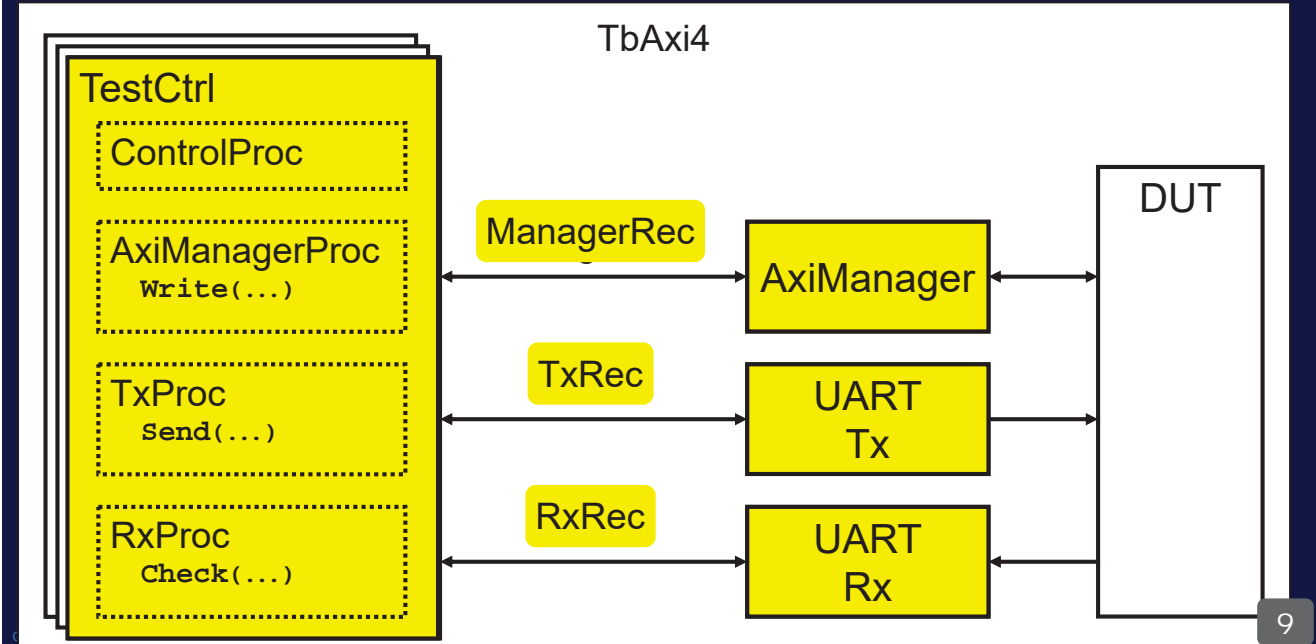 TbAxi4
TestCtrl
ControlProc
AxiManagerProc
Write(...)
TxProc
Send(...)
RxProc
Check(...)
ManagerRec
TxRec
RxRec
AxiManager
UART
Tx
UART
Rx
DUT
9